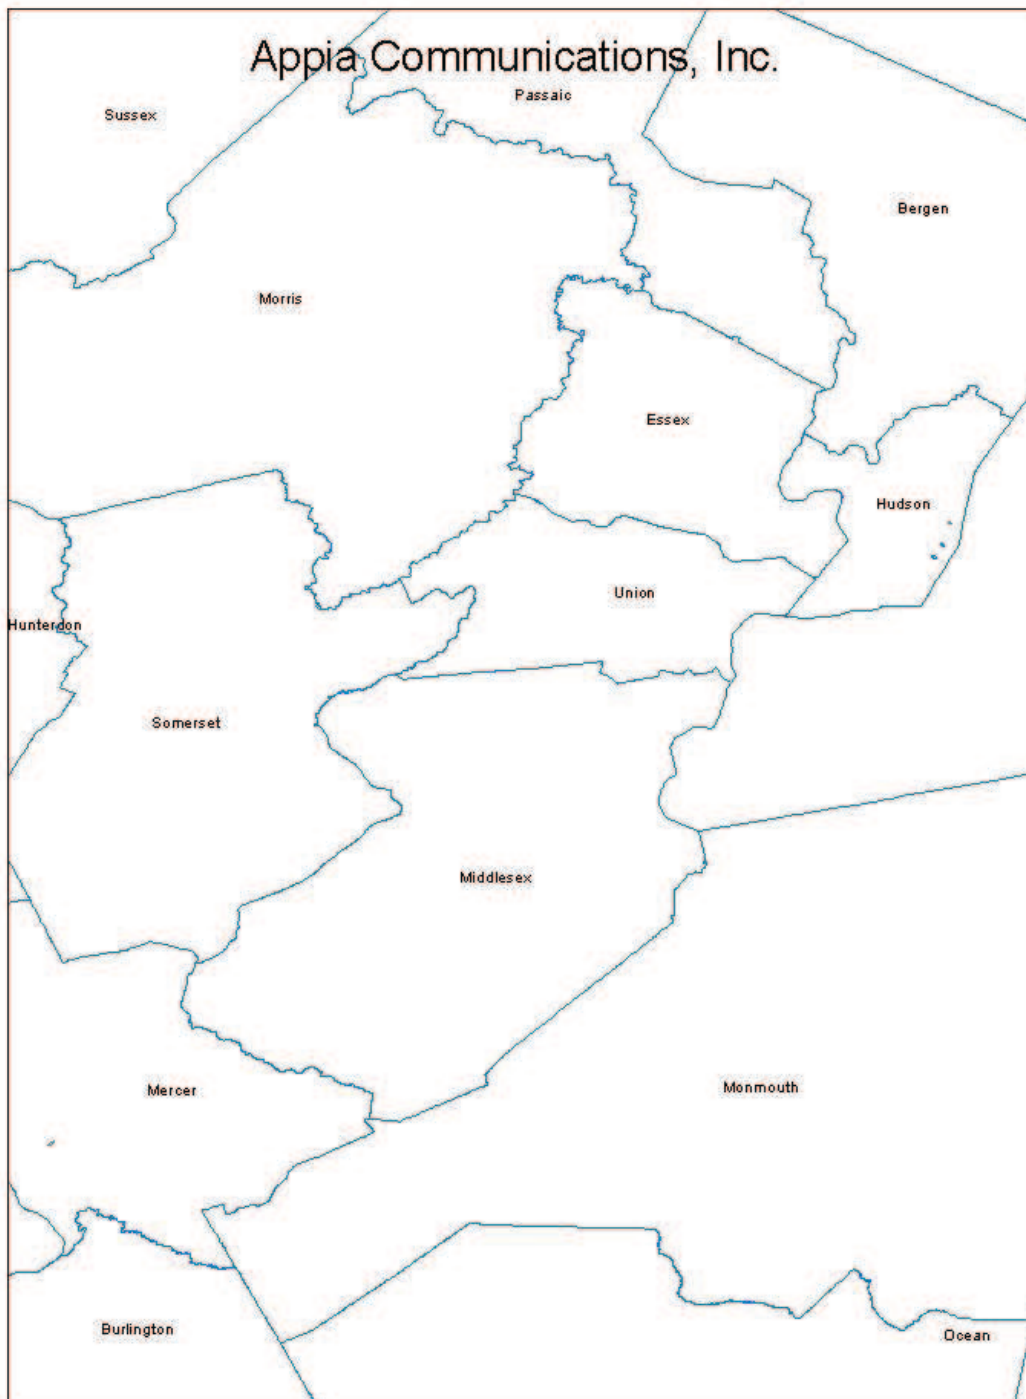 Appia Communications, Inc.
Passaic
Sussex
Bergen
Morris
Essex
Hudson
Union
Hunterdon
Somerset
Middlesex
Mercer
Monmouth
Burlington
Ocean